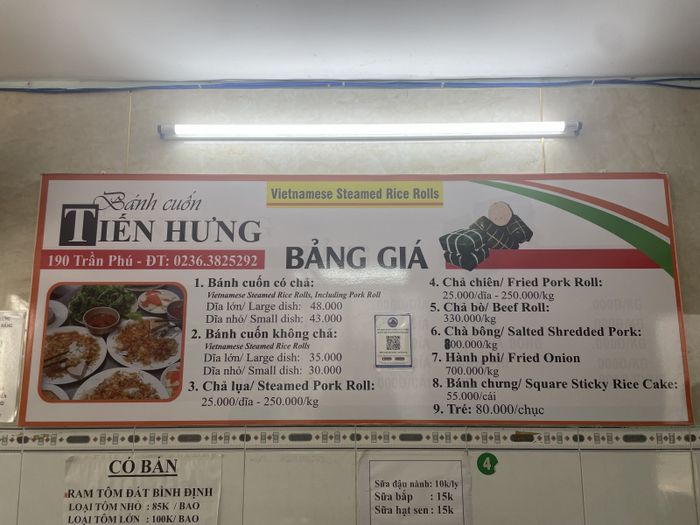 Vietnamese Steamed Rice Rolls
Bánh cuốn
TIẾN HƯNG
190 Trần Phú - ĐT: 0236.3825292
BẢNG GIÁ
1. Bánh cuốn có chả:
Vietnamese Steamed Rice Rolls, Including Pork Roll
Dĩa lớn/ Large dish: 48.000
Dĩa nhỏ/ Small dish: 43.000
2. Bánh cuốn không chả:
Vietnamese Steamed Rice Rolls
Dĩa lớn/ Large dish: 35.000
Dĩa nhỏ/ Small dish: 30.000
3. Chả lụa/ Steamed Pork Roll:
25.000/dĩa - 250.000/kg
4. Chả chiên/ Fried Pork Roll:
25.000/dĩa - 250.000/kg
5. Chả bò/ Beef Roll:
330.000/kg
6. Chà bông/ Salted Shredded Pork:
800.000/kg
7. Hành phi/ Fried Onion
700.000/kg
8. Bánh chưng/ Square Sticky Rice Cake:
55.000/cái
9. Tré: 80.000/chục
CÓ BÁN
RAM TÔM ĐẤT BÌNH ĐỊNH
LOẠI TÔM NHỎ : 85K / BAO
LOẠI TÔM LỚN : 100K/ BAO
Sữa đậu nành: 10k/ly
Sữa bắp : 15k
Sữa hạt sen : 15k
4